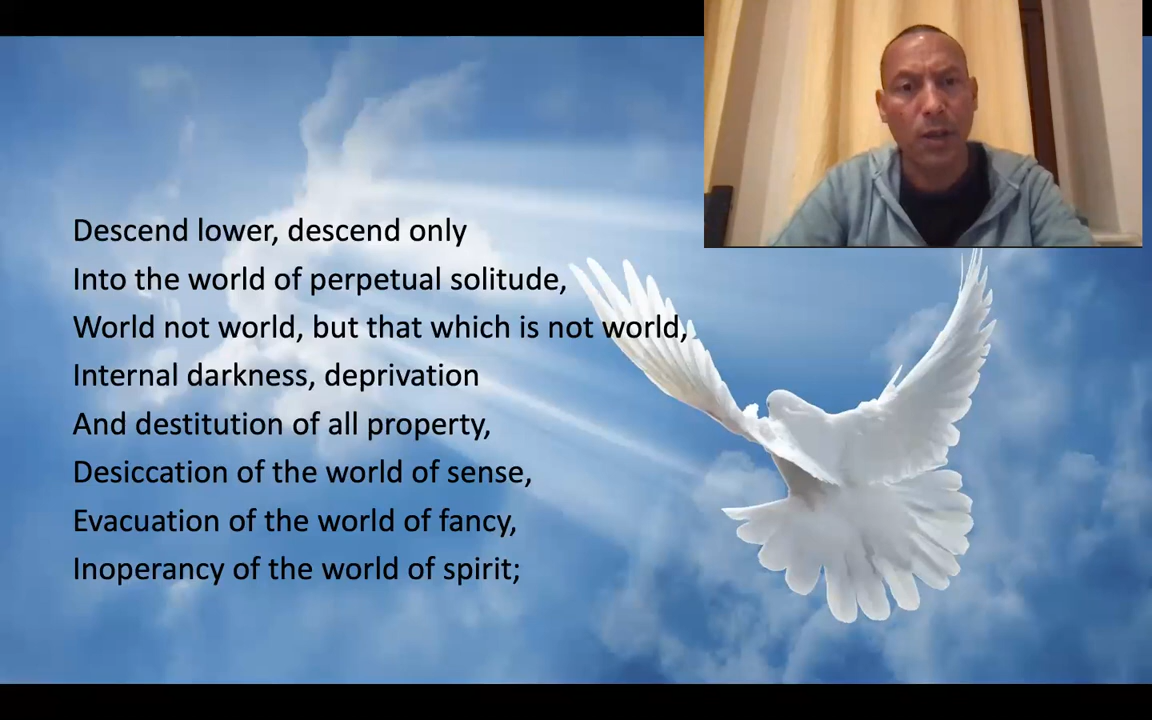 Descend lower, descend only
Into the world of perpetual solitude,
World not world, but that which is not world,
Internal darkness, deprivation
And destitution of all property,
Desiccation of the world of sense,
Evacuation of the world of fancy,
Inoperancy of the world of spirit;